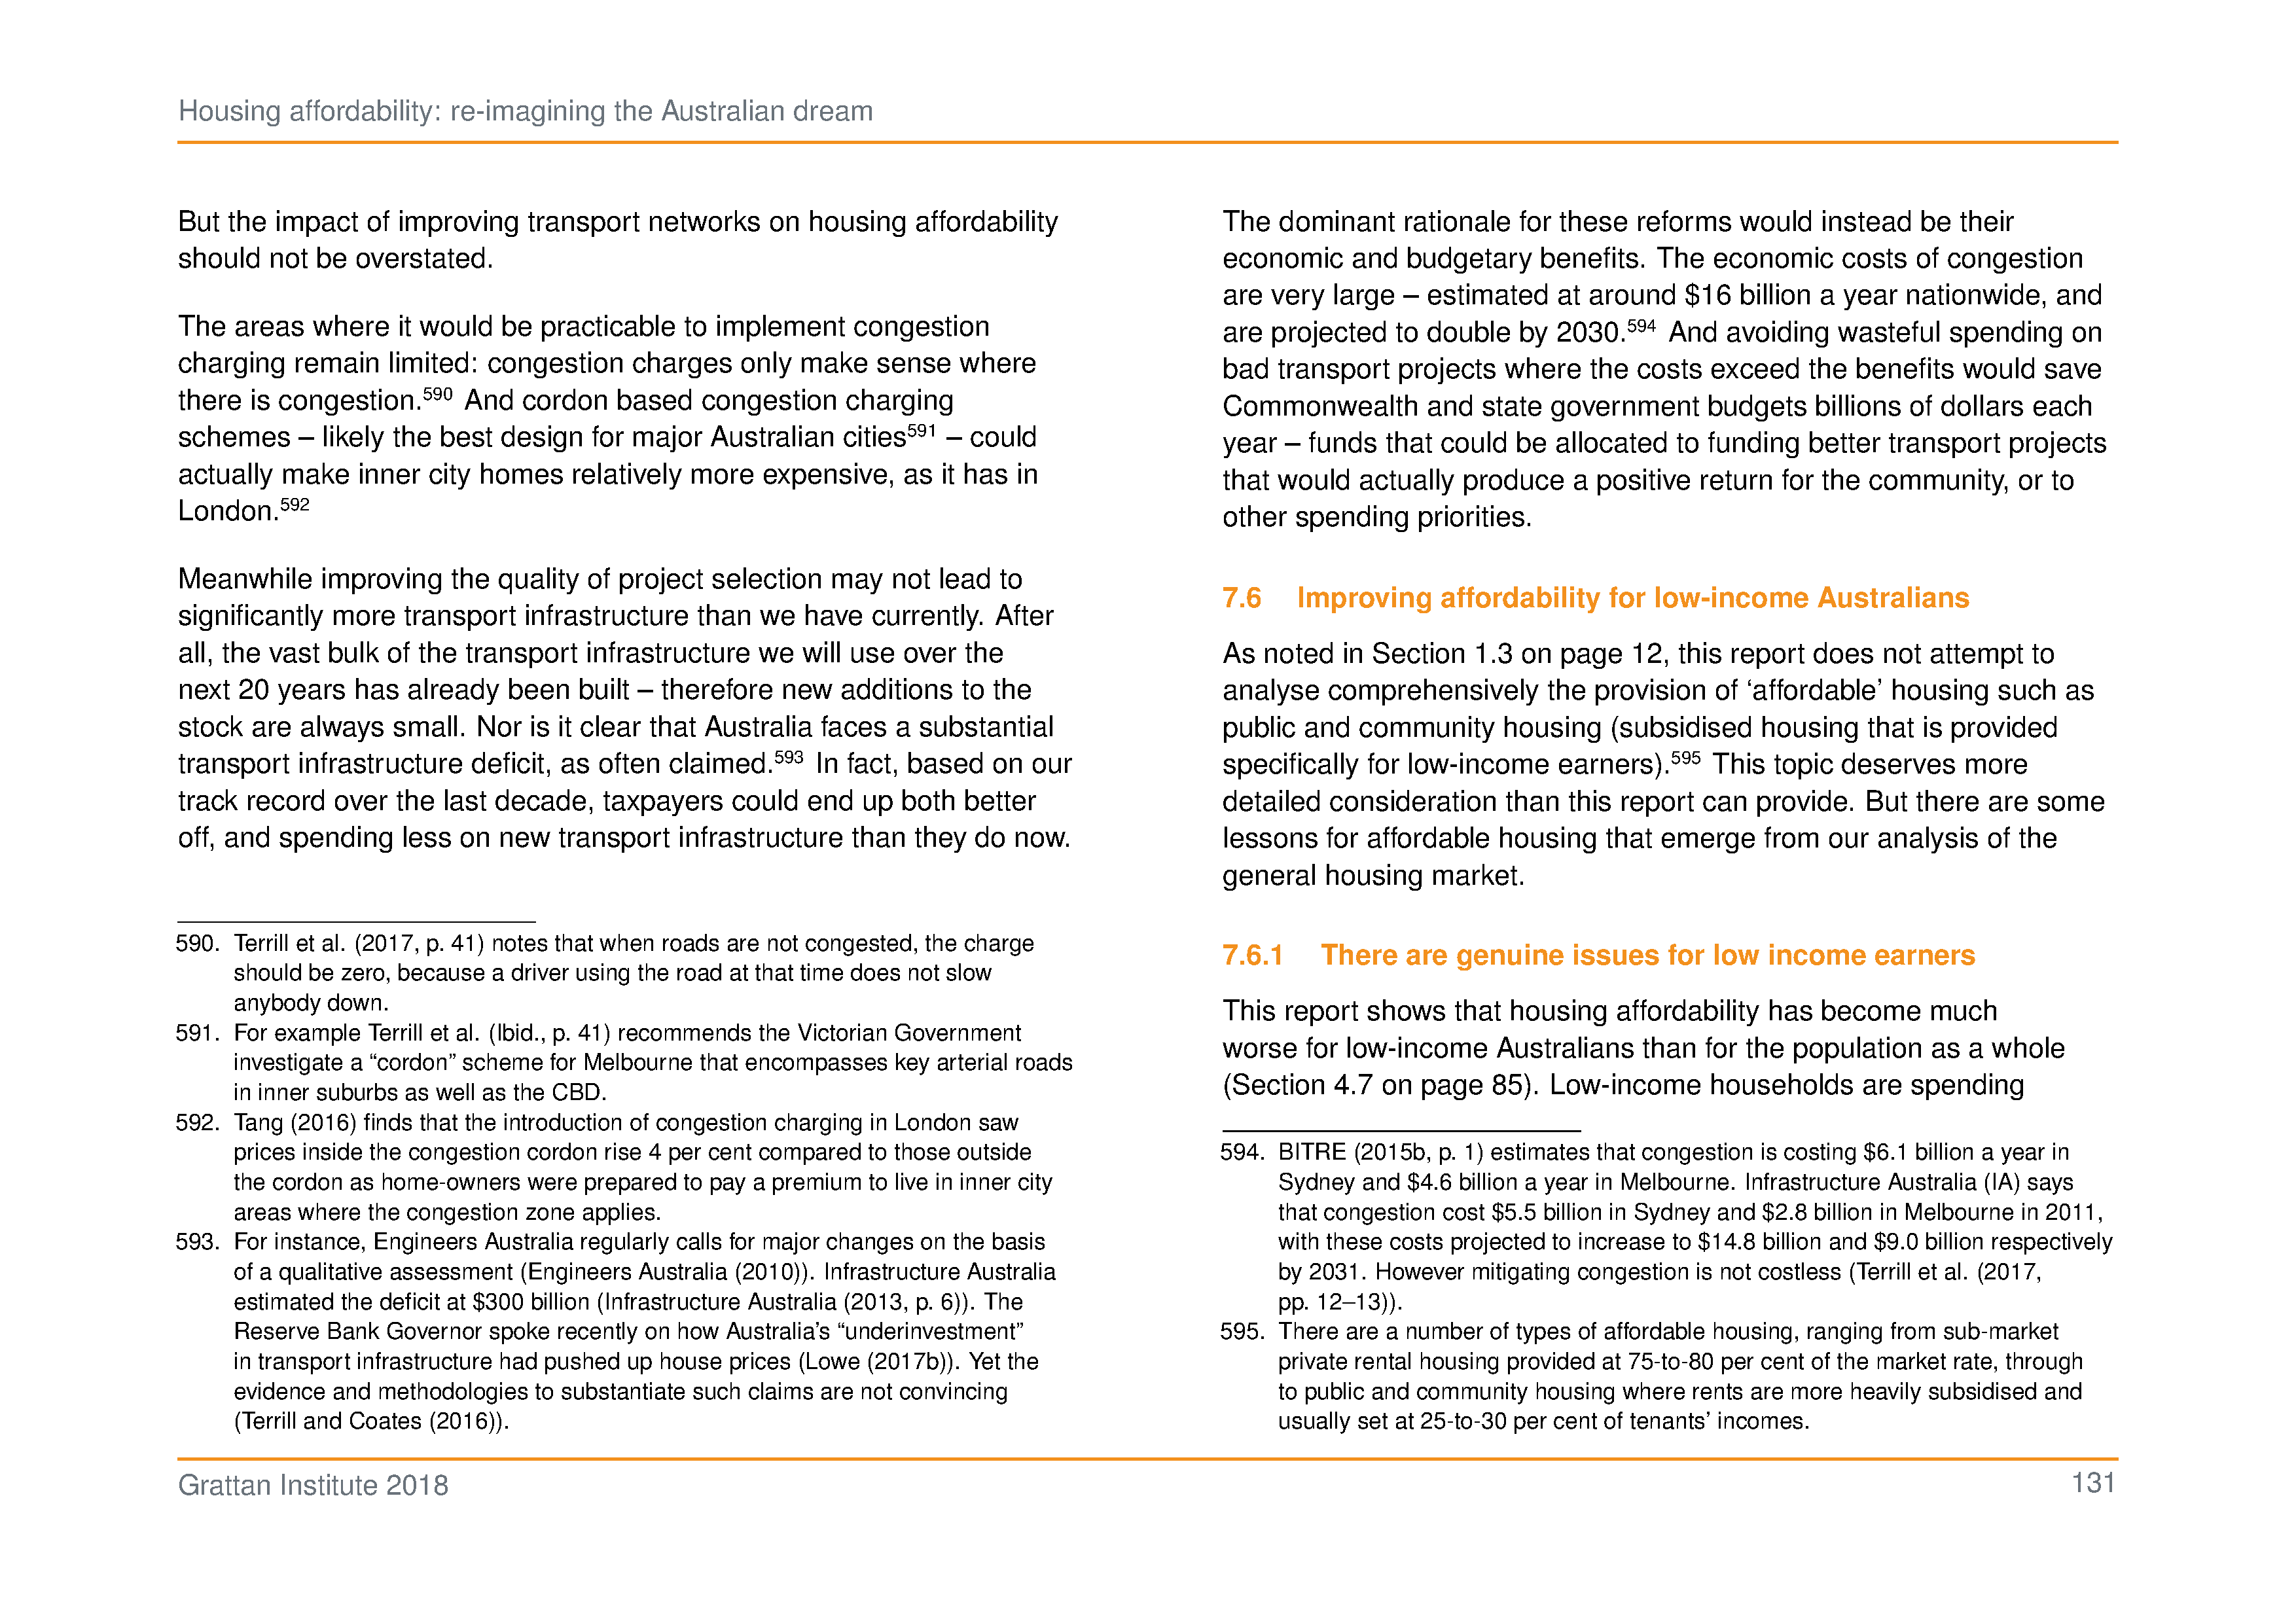 Housing affordability: re-imagining the Australian dream
But the impact of improving transport networks on housing affordability
should not be overstated.
The areas where it would be practicable to implement congestion
charging remain limited: congestion charges only make sense where
there is congestion.590 And cordon based congestion charging
schemes – likely the best design for major Australian cities591 – could
actually make inner city homes relatively more expensive, as it has in
London.592
Meanwhile improving the quality of project selection may not lead to
significantly more transport infrastructure than we have currently. After
all, the vast bulk of the transport infrastructure we will use over the
next 20 years has already been built – therefore new additions to the
stock are always small. Nor is it clear that Australia faces a substantial
transport infrastructure deficit, as often claimed.593 In fact, based on our
track record over the last decade, taxpayers could end up both better
off, and spending less on new transport infrastructure than they do now.
590. Terrill et al. (2017, p. 41) notes that when roads are not congested, the charge
should be zero, because a driver using the road at that time does not slow
anybody down.
591. For example Terrill et al. (Ibid., p. 41) recommends the Victorian Government
investigate a “cordon” scheme for Melbourne that encompasses key arterial roads
in inner suburbs as well as the CBD.
592. Tang (2016) finds that the introduction of congestion charging in London saw
prices inside the congestion cordon rise 4 per cent compared to those outside
the cordon as home-owners were prepared to pay a premium to live in inner city
areas where the congestion zone applies.
593. For instance, Engineers Australia regularly calls for major changes on the basis
of a qualitative assessment (Engineers Australia (2010)). Infrastructure Australia
estimated the deficit at $300 billion (Infrastructure Australia (2013, p. 6)). The
Reserve Bank Governor spoke recently on how Australia’s “underinvestment”
in transport infrastructure had pushed up house prices (Lowe (2017b)). Yet the
evidence and methodologies to substantiate such claims are not convincing
(Terrill and Coates (2016)).
The dominant rationale for these reforms would instead be their
economic and budgetary benefits. The economic costs of congestion
are very large – estimated at around $16 billion a year nationwide, and
are projected to double by 2030.594 And avoiding wasteful spending on
bad transport projects where the costs exceed the benefits would save
Commonwealth and state government budgets billions of dollars each
year – funds that could be allocated to funding better transport projects
that would actually produce a positive return for the community, or to
other spending priorities.
7.6 Improving affordability for low-income Australians
As noted in Section 1.3 on page 12, this report does not attempt to
analyse comprehensively the provision of ‘affordable’ housing such as
public and community housing (subsidised housing that is provided
specifically for low-income earners).595 This topic deserves more
detailed consideration than this report can provide. But there are some
lessons for affordable housing that emerge from our analysis of the
general housing market.
7.6.1 There are genuine issues for low income earners
This report shows that housing affordability has become much
worse for low-income Australians than for the population as a whole
(Section 4.7 on page 85). Low-income households are spending
594. BITRE (2015b, p. 1) estimates that congestion is costing $6.1 billion a year in
Sydney and $4.6 billion a year in Melbourne. Infrastructure Australia (IA) says
that congestion cost $5.5 billion in Sydney and $2.8 billion in Melbourne in 2011,
with these costs projected to increase to $14.8 billion and $9.0 billion respectively
by 2031. However mitigating congestion is not costless (Terrill et al. (2017,
pp. 12–13)).
595. There are a number of types of affordable housing, ranging from sub-market
private rental housing provided at 75-to-80 per cent of the market rate, through
to public and community housing where rents are more heavily subsidised and
usually set at 25-to-30 per cent of tenants’ incomes.
Grattan Institute 2018
131